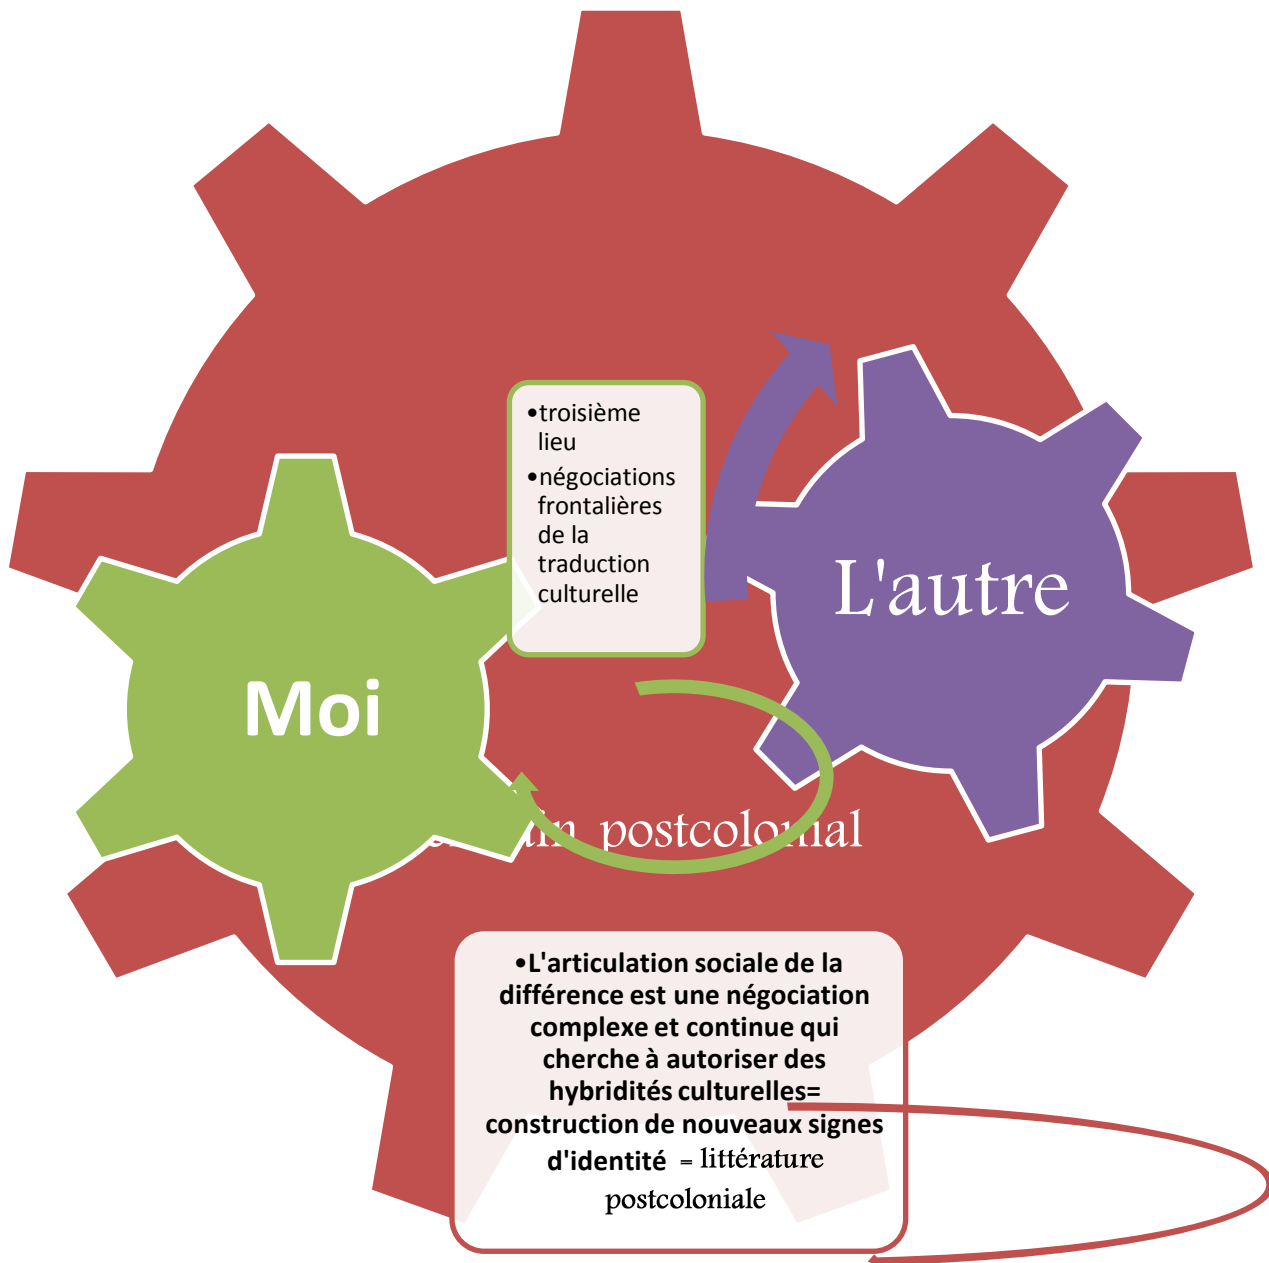 •troisième
lieu
•négociations
frontalières
de la
traduction
culturelle
L'autre
Moi
postcolonial
•L'articulation sociale de la
différence est une négociation
complexe et continue qui
cherche à autoriser des
hybridités culturelles=
construction de nouveaux signes
d'identité = littérature
postcoloniale